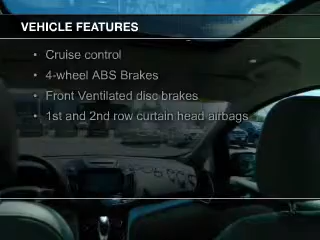 VEHICLE FEATURES
• Cruise control
• 4-wheel ABS Brakes
• Front Ventilated disc brakes
• 1st and 2nd row curtain head airbags